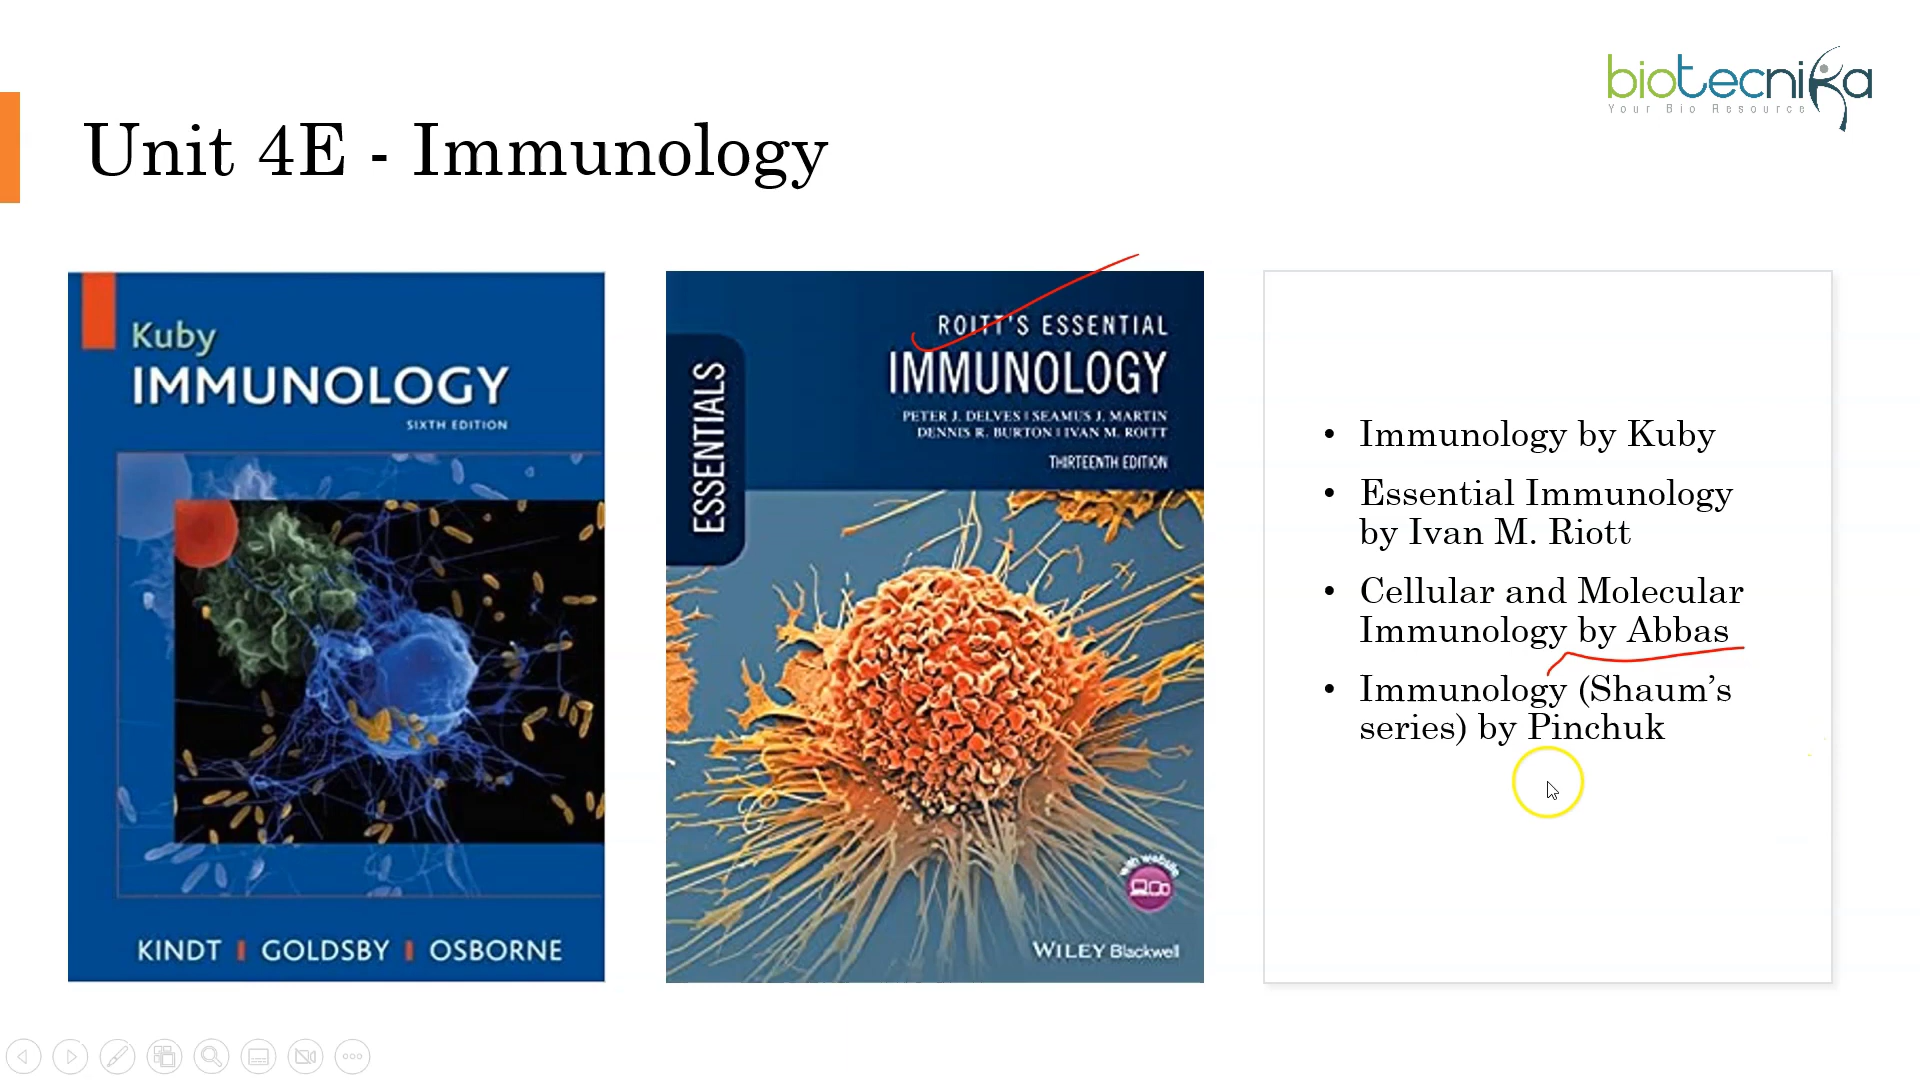 biotecnika
Your Bio Resource
Unit 4E - Immunology
Kuby
IMMUNOLOGY
SIXTH EDITION
KINDT GOLDSBY OSBORNE
ESSENTIALS
ROITT'S ESSENTIAL
IMMUNOLOGY
PETER J. DELVES | SEAMUS J. MARTIN
DENNIS R. BURTON | IVAN M. ROITT
THIRTEENTH EDITION
with website
WILEY Blackwell
• Immunology by Kuby
• Essential Immunology
by Ivan M. Riott
• Cellular and Molecular
Immunology by Abbas
• Immunology (Shaum's
series) by Pinchuk